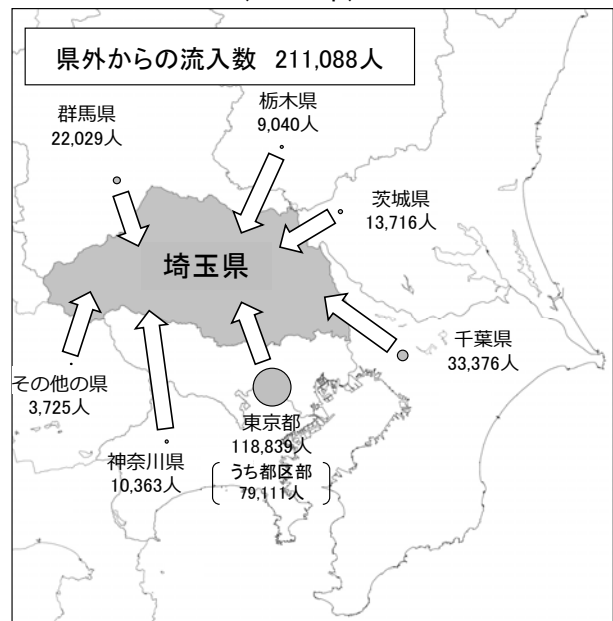 県外からの流入数 211,088人
群馬県
22,029人
栃木県
9,040人
茨城県
13,716人
埼玉県
千葉県
33,376人
その他の県
3,725人
神奈川県
10,363人
東京都
118,839人
うち都区部
79,111人